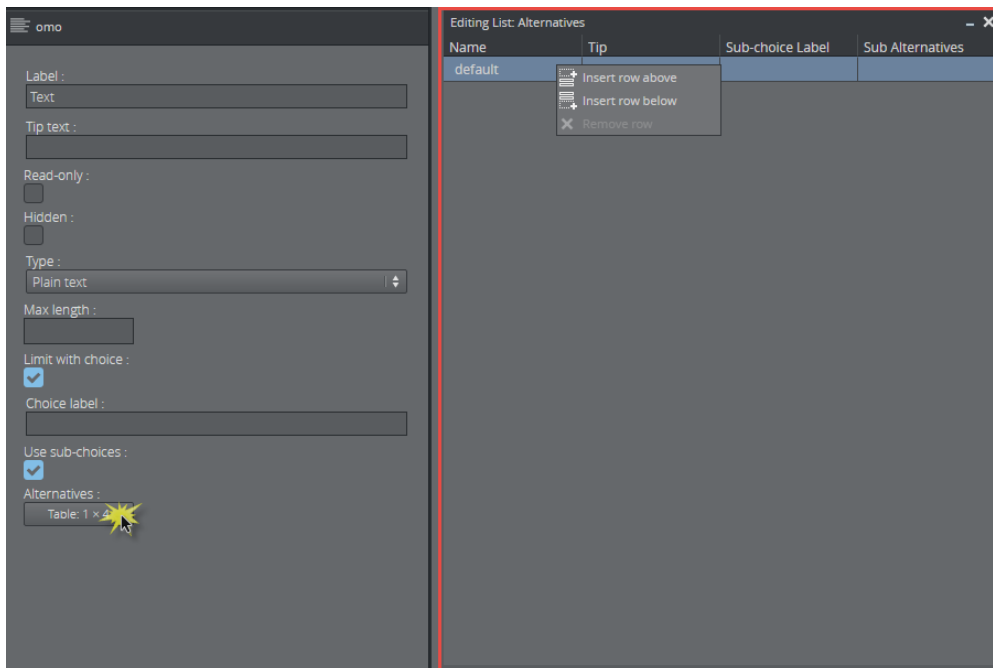 omo
Label :
Text
Tip text :
Read-only :
Hidden :
Type :
Plain text
Max length :
Limit with choice :
Choice label :
Use sub-choices :
Alternatives :
Table: 1 × 4
Editing List: Alternatives
Name Tip Sub-choice Label Sub Alternatives
default
Insert row above
Insert row below
Remove row